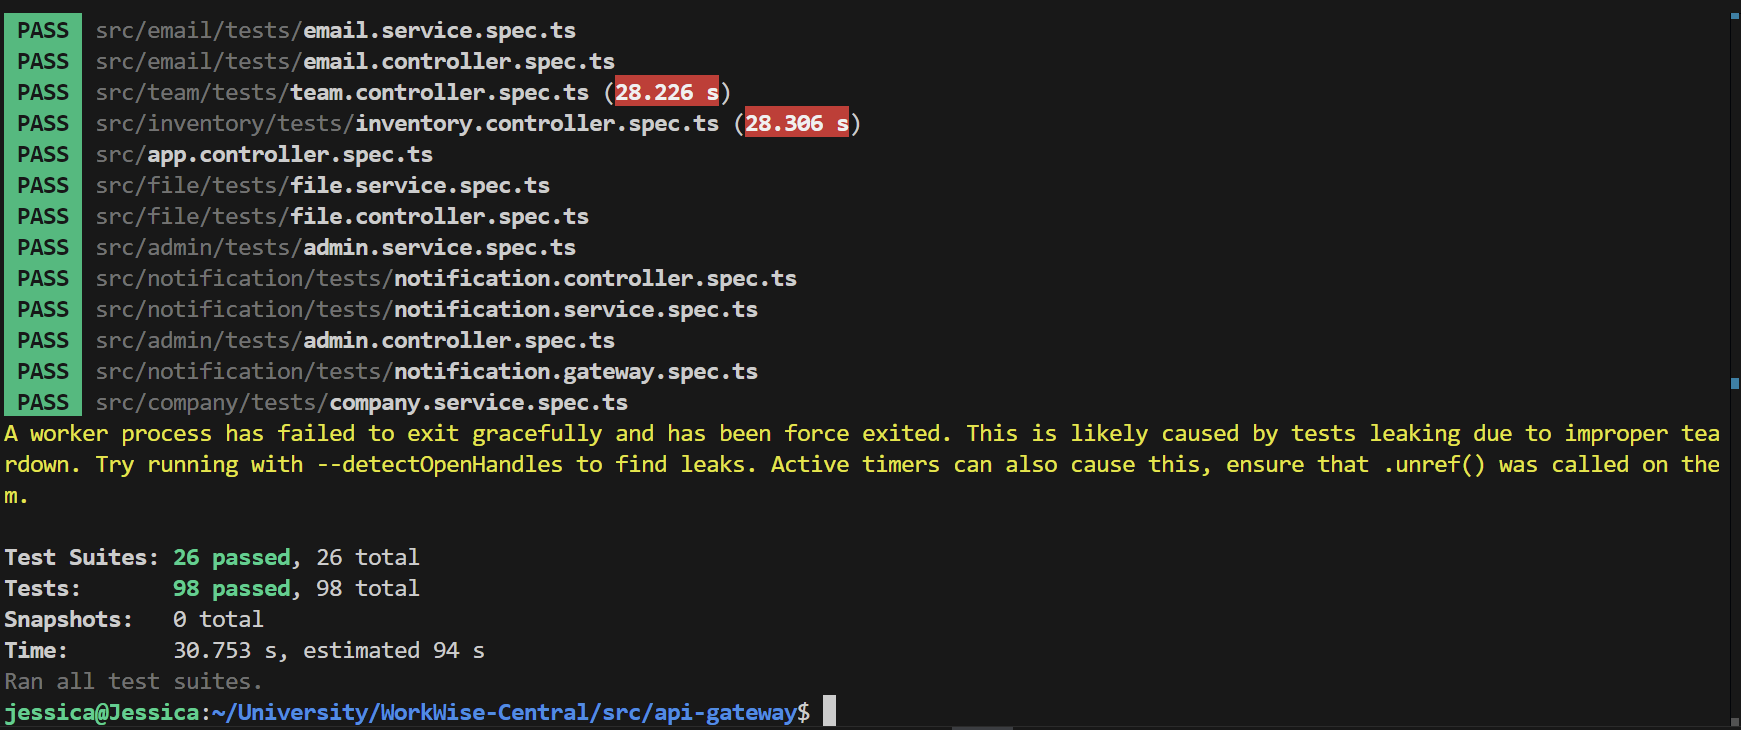 PASS src/email/tests/email.service.spec.ts
PASS src/email/tests/email.controller.spec.ts
PASS src/team/tests/team.controller.spec.ts (28.226 s)
PASS src/inventory/tests/inventory.controller.spec.ts (28.306 s)
PASS src/app.controller.spec.ts
PASS src/file/tests/file.service.spec.ts
PASS src/file/tests/file.controller.spec.ts
PASS src/admin/tests/admin.service.spec.ts
PASS src/notification/tests/notification.controller.spec.ts
PASS src/notification/tests/notification.service.spec.ts
PASS src/admin/tests/admin.controller.spec.ts
PASS src/notification/tests/notification.gateway.spec.ts
PASS src/company/tests/company.service.spec.ts
A worker process has failed to exit gracefully and has been force exited. This is likely caused by tests leaking due to improper tea
rdown. Try running with --detectOpenHandles to find leaks. Active timers can also cause this, ensure that .unref() was called on the
m.
Test Suites: 26 passed, 26 total
Tests: 98 passed, 98 total
Snapshots: 0 total
Time: 30.753 s, estimated 94 s
Ran all test suites.
jessica@Jessica:~/University/WorkWise-Central/src/api-gateway$